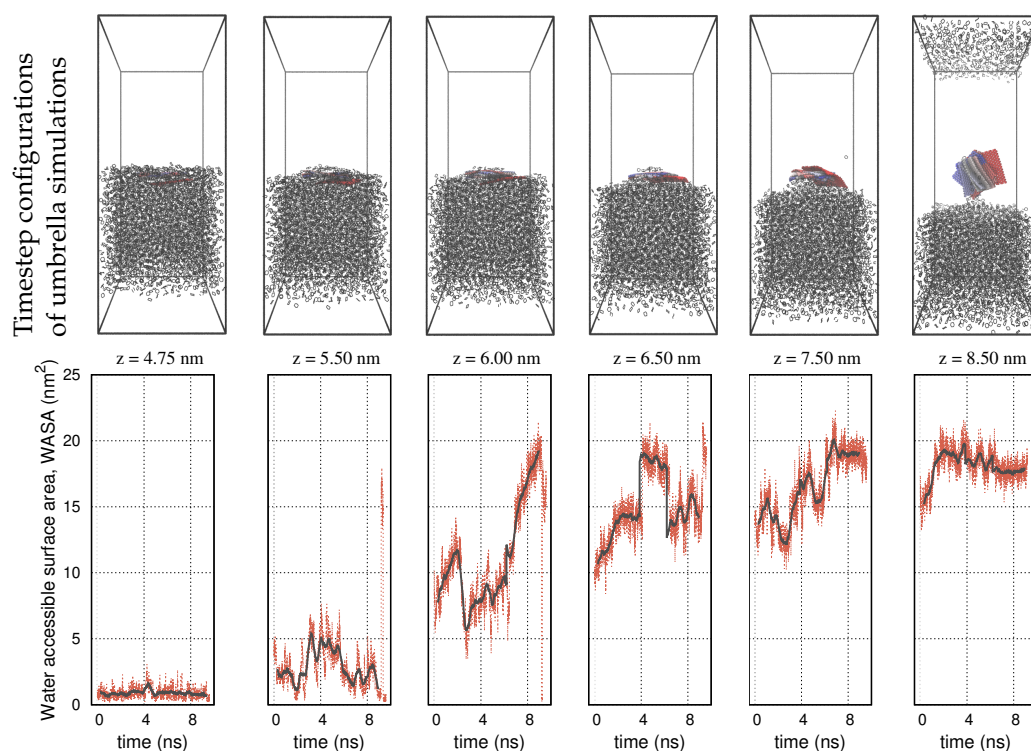 Timestep configurations
of umbrella simulations
z = 4.75 nm
z = 5.50 nm
z = 6.00 nm
z = 6.50 nm
z = 7.50 nm
z = 8.50 nm
Water accessible surface area, WASA (nm²)
25
20
15
10
5
0
0 4 8
0 4 8
0 4 8
0 4 8
0 4 8
0 4 8
time (ns)
time (ns)
time (ns)
time (ns)
time (ns)
time (ns)